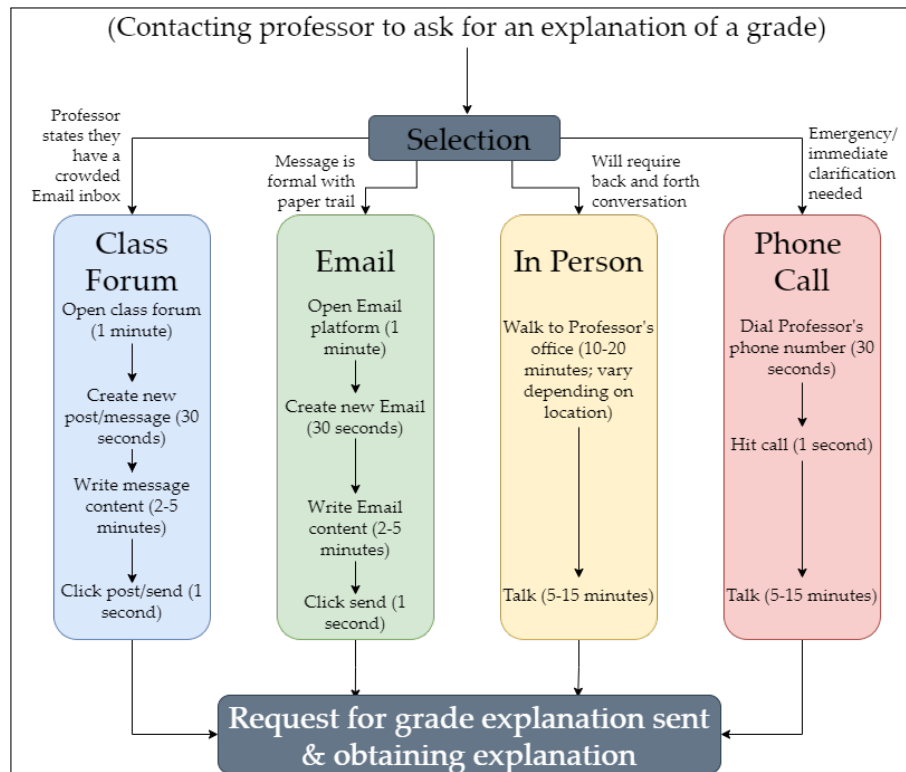 (Contacting professor to ask for an explanation of a grade)
Selection
Professor
states they
have a
crowded
Email inbox
Message is
formal with
paper trail
Will require
back and forth
conversation
Emergency/
immediate
clarification
needed
Class
Forum
Open class forum
(1 minute)
Create new
post/message (30
seconds)
Write message
content (2-5
minutes)
Click post/send (1
second)
Email
Open Email
platform (1
minute)
Create new Email
(30 seconds)
Write Email
content (2-5
minutes)
Click send (1
second)
In Person
Walk to Professor's
office (10-20
minutes; vary
depending on
location)
Talk (5-15 minutes)
Phone
Call
Dial Professor's
phone number (30
seconds)
Hit call (1 second)
Talk (5-15 minutes)
Request for grade explanation sent
& obtaining explanation